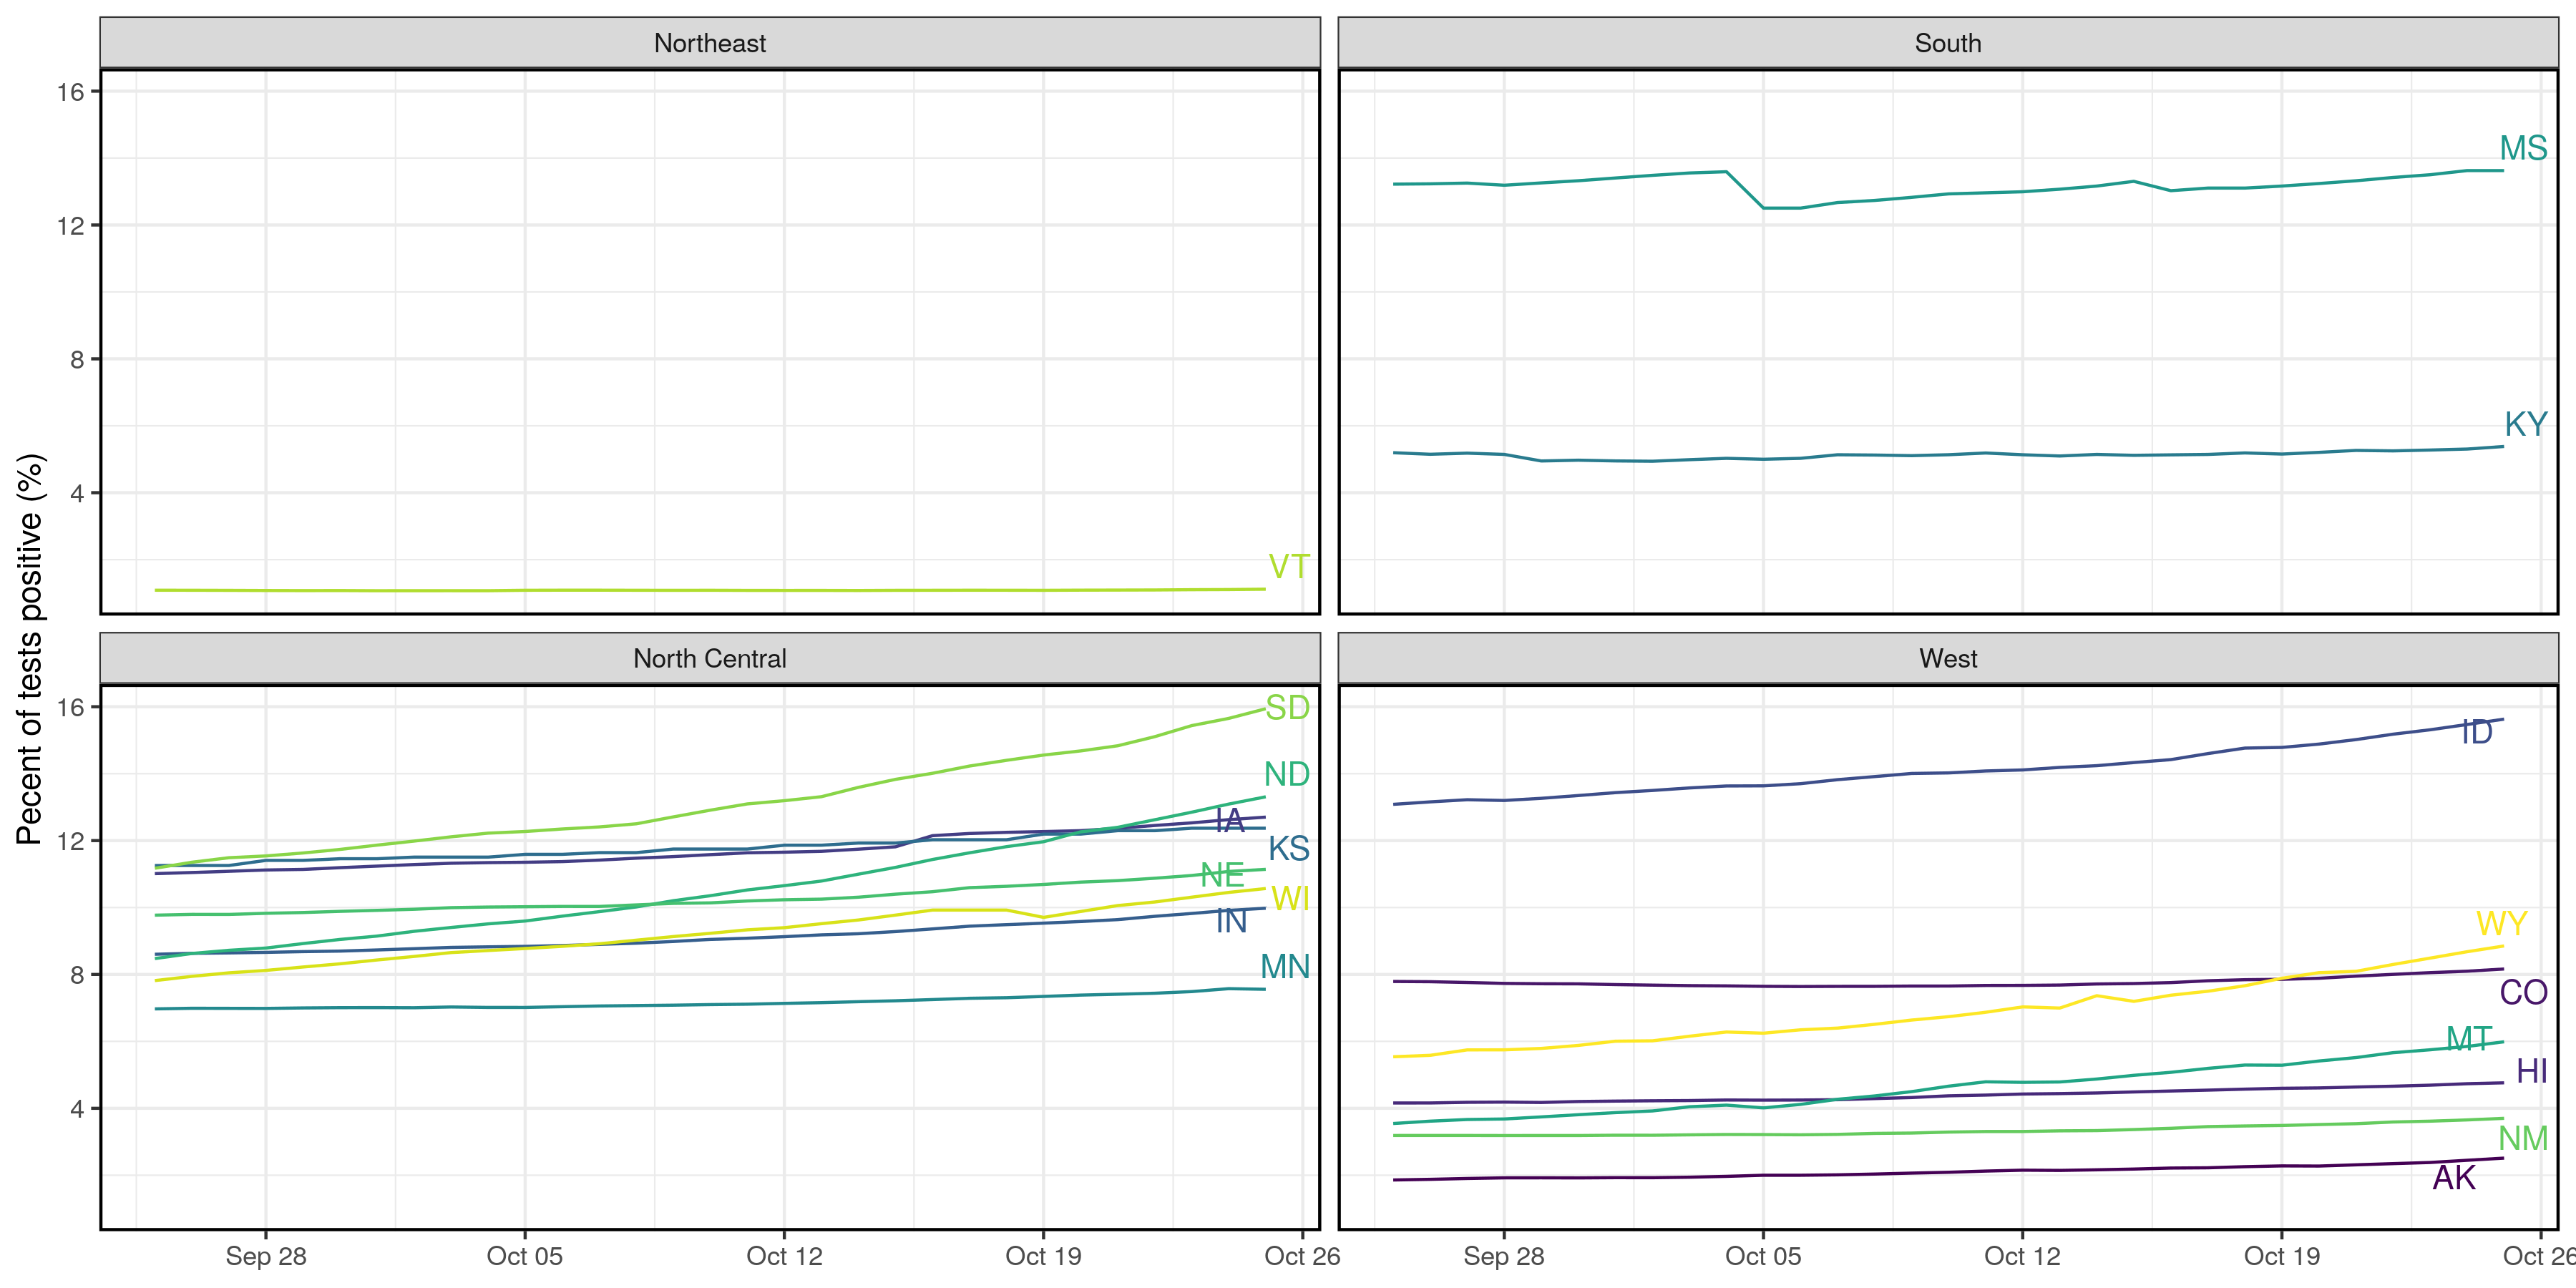 Northeast
South
16
12
8
4
MS
KY
VT
Pecent of tests positive (%)
North Central
West
16
12
8
4
SD
ND
IA
KS
NE
WI
IN
MN
ID
WY
CO
MT
HI
NM
AK
Sep 28
Oct 05
Oct 12
Oct 19
Oct 26
Sep 28
Oct 05
Oct 12
Oct 19
Oct 26